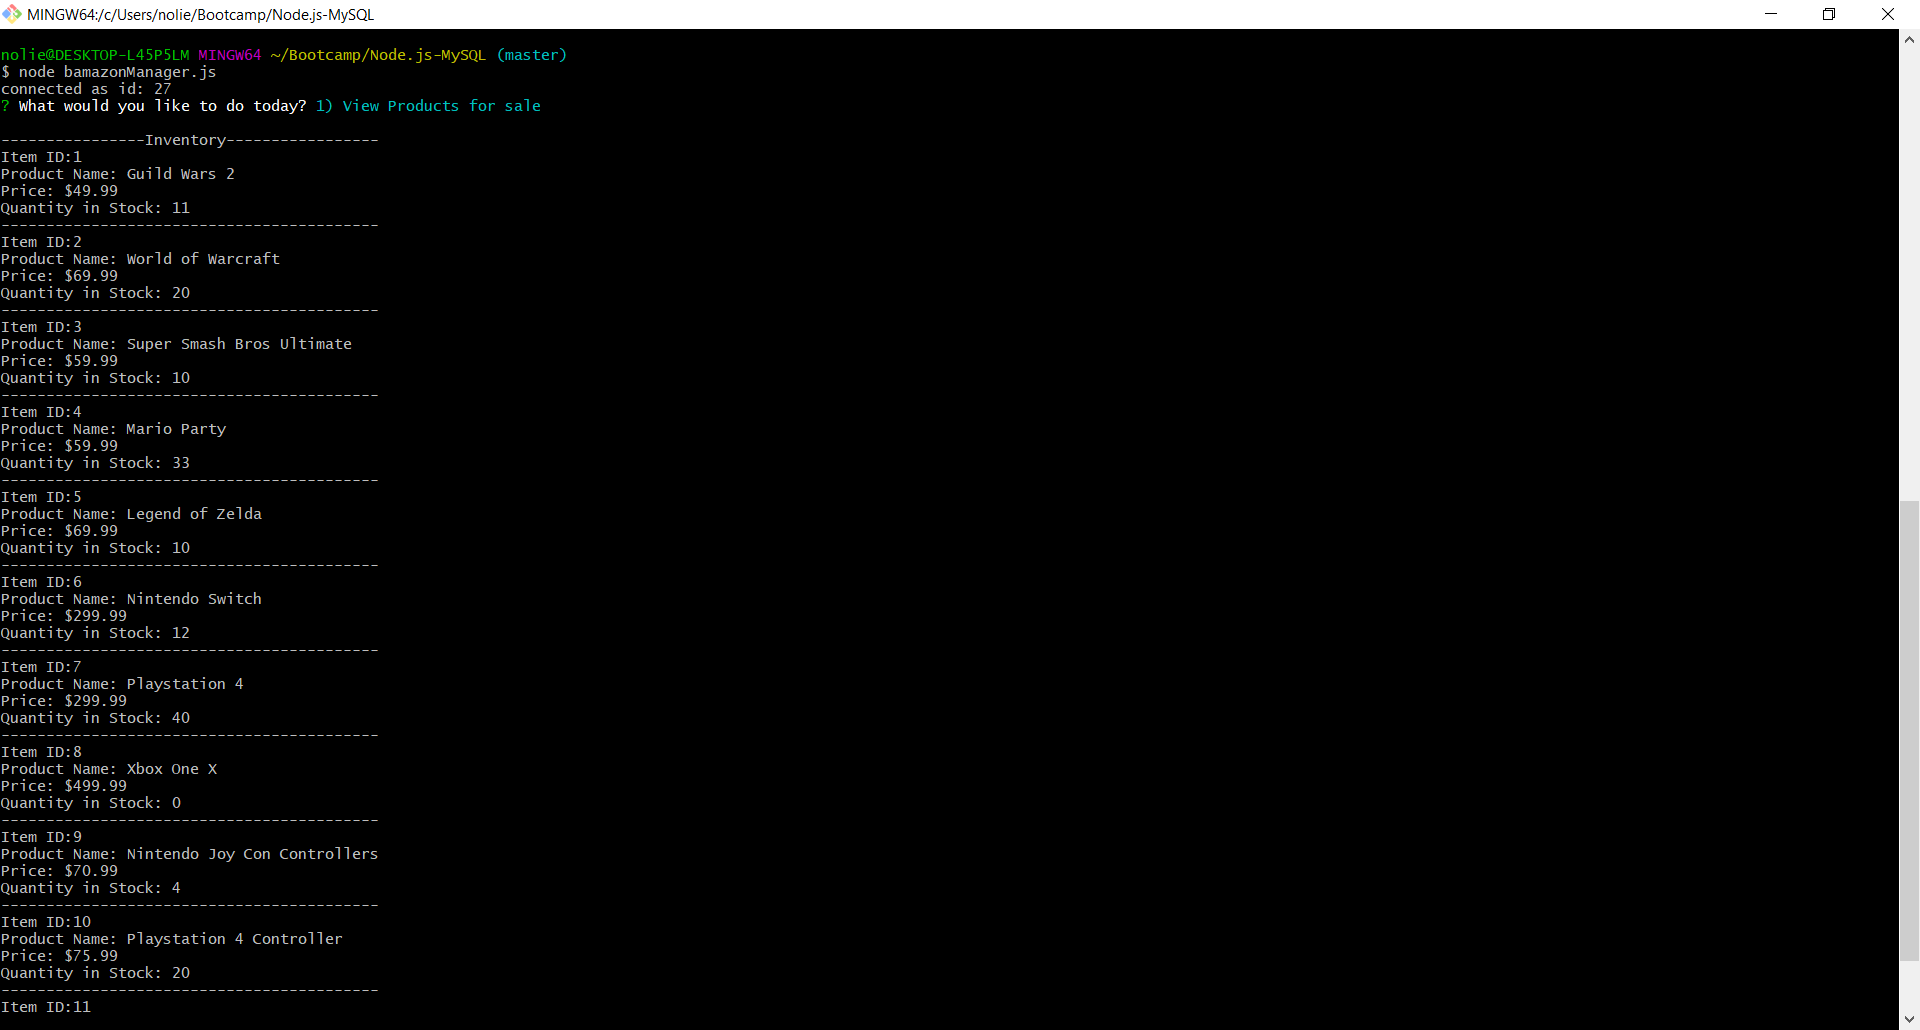 MINGW64:/c/Users/nolie/Bootcamp/Node.js-MySQL
nolie@DESKTOP-L45P5LM MINGW64 ~/Bootcamp/Node.js-MySQL (master)
$ node bamazonManager.js
connected as id: 27
? What would you like to do today? 1) View Products for sale
----------------Inventory-----------------
Item ID:1
Product Name: Guild Wars 2
Price: $49.99
Quantity in Stock: 11
------------------------------------------
Item ID:2
Product Name: World of Warcraft
Price: $69.99
Quantity in Stock: 20
------------------------------------------
Item ID:3
Product Name: Super Smash Bros Ultimate
Price: $59.99
Quantity in Stock: 10
------------------------------------------
Item ID:4
Product Name: Mario Party
Price: $59.99
Quantity in Stock: 33
------------------------------------------
Item ID:5
Product Name: Legend of Zelda
Price: $69.99
Quantity in Stock: 10
------------------------------------------
Item ID:6
Product Name: Nintendo Switch
Price: $299.99
Quantity in Stock: 12
------------------------------------------
Item ID:7
Product Name: Playstation 4
Price: $299.99
Quantity in Stock: 40
------------------------------------------
Item ID:8
Product Name: Xbox One X
Price: $499.99
Quantity in Stock: 0
------------------------------------------
Item ID:9
Product Name: Nintendo Joy Con Controllers
Price: $70.99
Quantity in Stock: 4
------------------------------------------
Item ID:10
Product Name: Playstation 4 Controller
Price: $75.99
Quantity in Stock: 20
------------------------------------------
Item ID:11